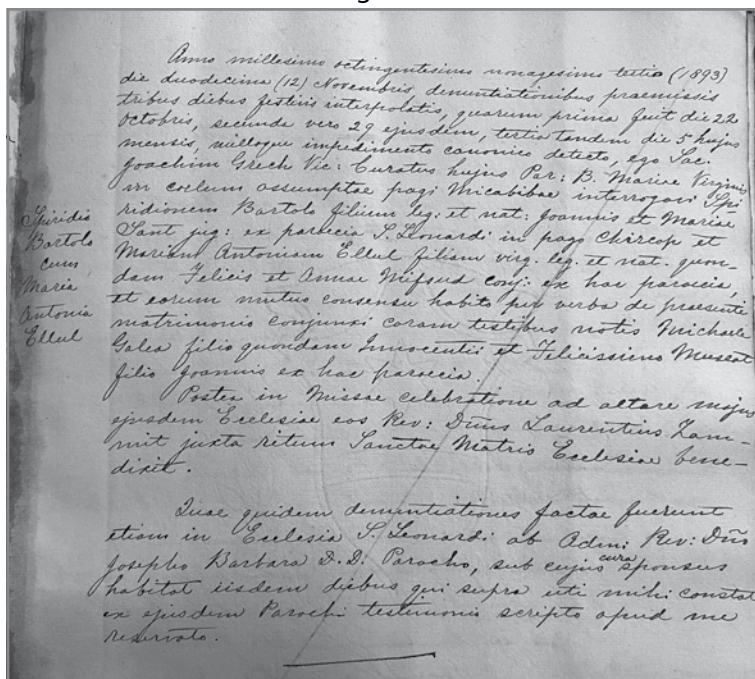 Anno millesimo octingentesimo nonagesimo tertio (1893)
die duodecima (12) Novembris, denuntiationibus praemissis
tribus diebus festivis interpolatis, quarum prima fuit die 22
Octobris, secunda vero 29 ejusdem, tertia tandem die 5 hujus
mensis, nulloque impedimento canonico detecto, ego Sac.
Joachim Grech Vic: Curatus hujus Par: B. Mariae Virginis
in coelum assumptae pagi Micabibae interrogavi Spi
ridionem Bartolo filium leg: et nat: Joannis et Mariae
Sant jug: ex paroecia S. Leonardi in pago Chircop et
Mariam Antoniam Ellul filiam virg. leg. et nat. quon-
dam Felicis et Annae Mifsud conj: ex hac paroecia,
et eorum mutuo consensu habito per verba de praesenti
matrimonio conjunxi coram testibus notis Michaele
Galea filio quondam Innocentii et Felicissimo Muscat
filio Joannis ex hac paroecia.
Postea in Missae celebratione ad altare majus
ejusdem Ecclesiae eos Rev: Dñus Laurentius Zam-
mit juxta ritum Sanctae Matris Ecclesiae bene-
dixit.
Spiridio
Bartolo
cum
Maria
Antonia
Ellul
Quae quidem denuntiationes factae fuerunt
etiam in Ecclesia S. Leonardi ab Adm: Rev: Dño
Josepho Barbara D.D. Parocho, sub cujus cura sponsus
habitat iisdem diebus qui supra uti mihi constat
ex ejusdem Parochi testimonio scripto apud me
reservato.